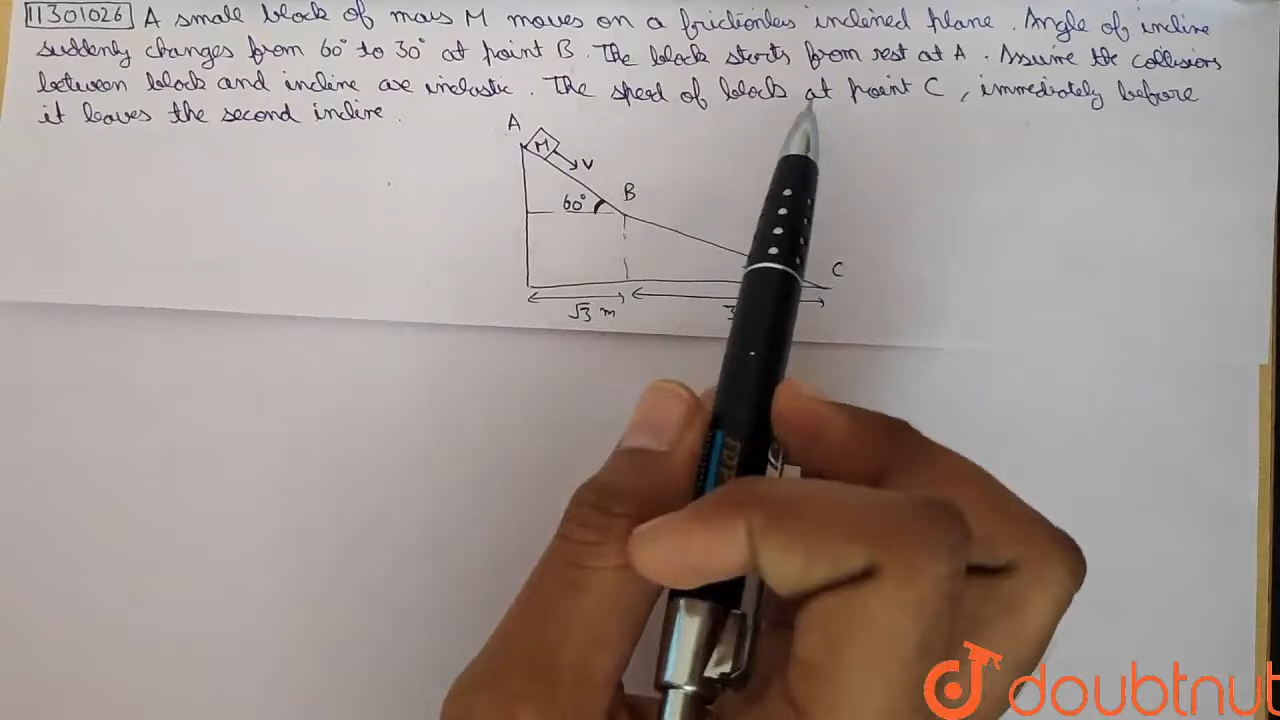 11301026 A small block of mass M moves on a frictionless inclined plane. Angle of incline
suddenly changes from 60° to 30° at point B. The block starts from rest at A. Assume the collisions
between block and incline are inelastic. The speed of block at point C, immediately before
it leaves the second incline.
A
M
v
60°
B
C
√3 m
3
doubtnut